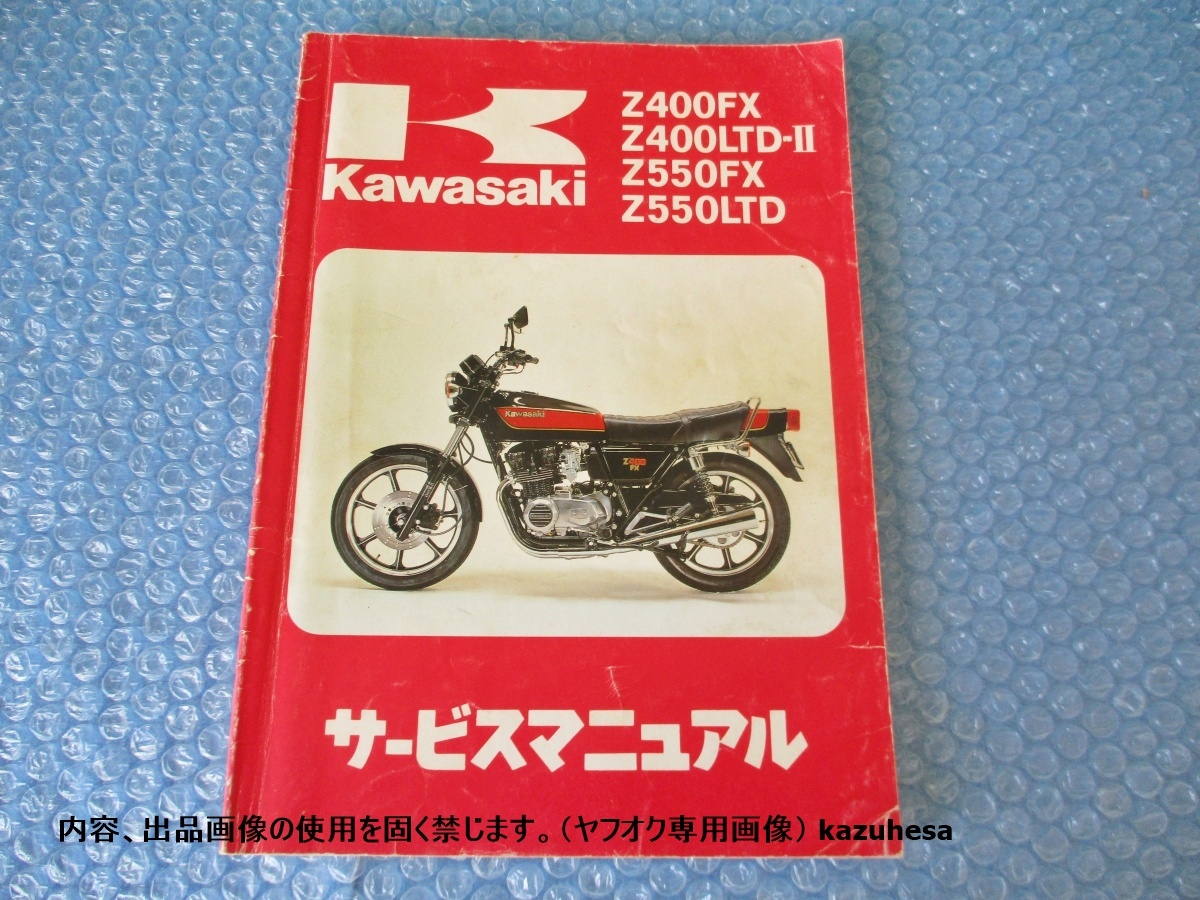 Kawasaki
Z400FX
Z400LTD-II
Z550FX
Z550LTD
Kawasaki
Z400
FX
サービスマニュアル
内容、出品画像の使用を固く禁じます。（ヤフオク専用画像） kazuhesa